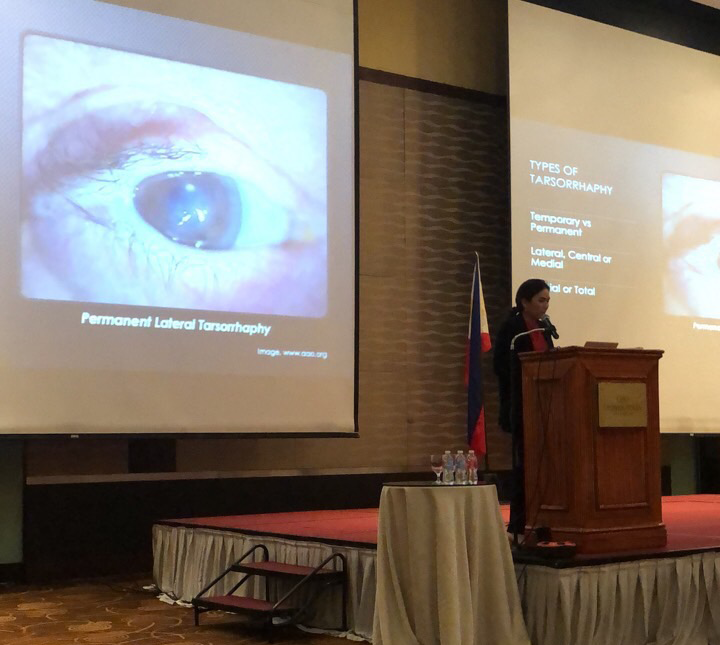 Permanent Lateral Tarsorrhaphy
Image, www.aao.org
TYPES OF
TARSORRHAPHY
Temporary vs
Permanent
Lateral, Central or
Medial
or Total